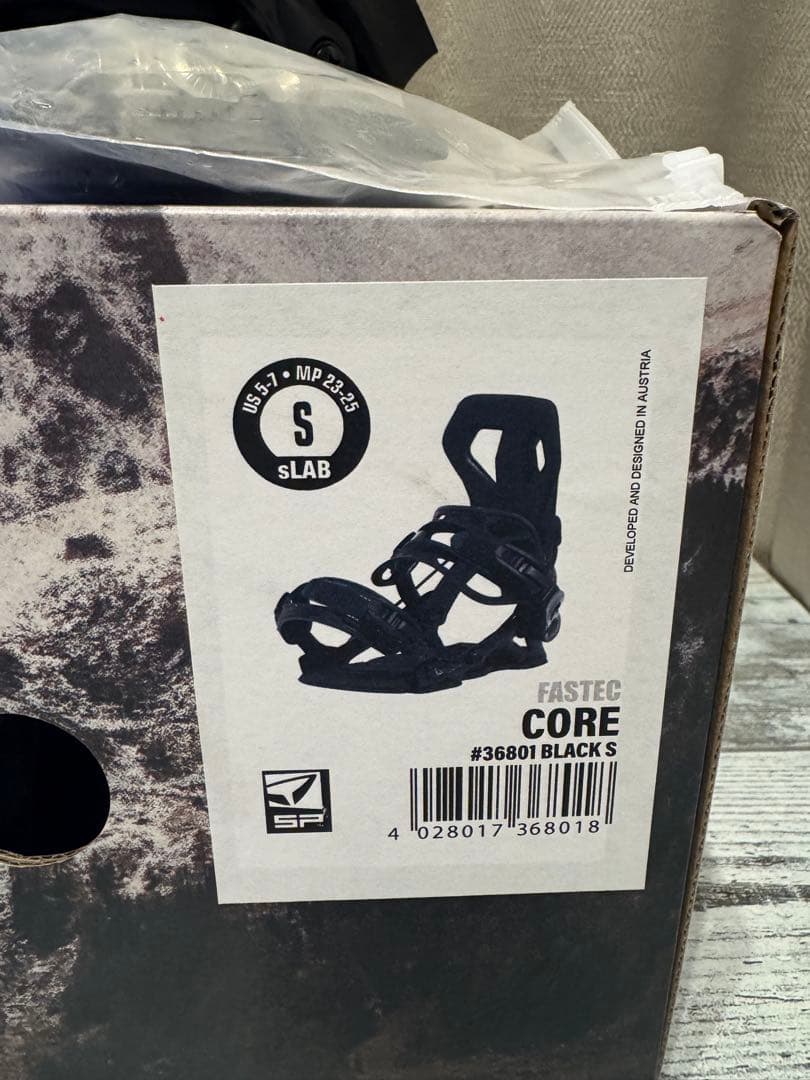 US 5-7 • MP 23-25
S
sLAB
DEVELOPED AND DESIGNED IN AUSTRIA
FASTEC
CORE
#36801 BLACK S
SP
4 028017 368018